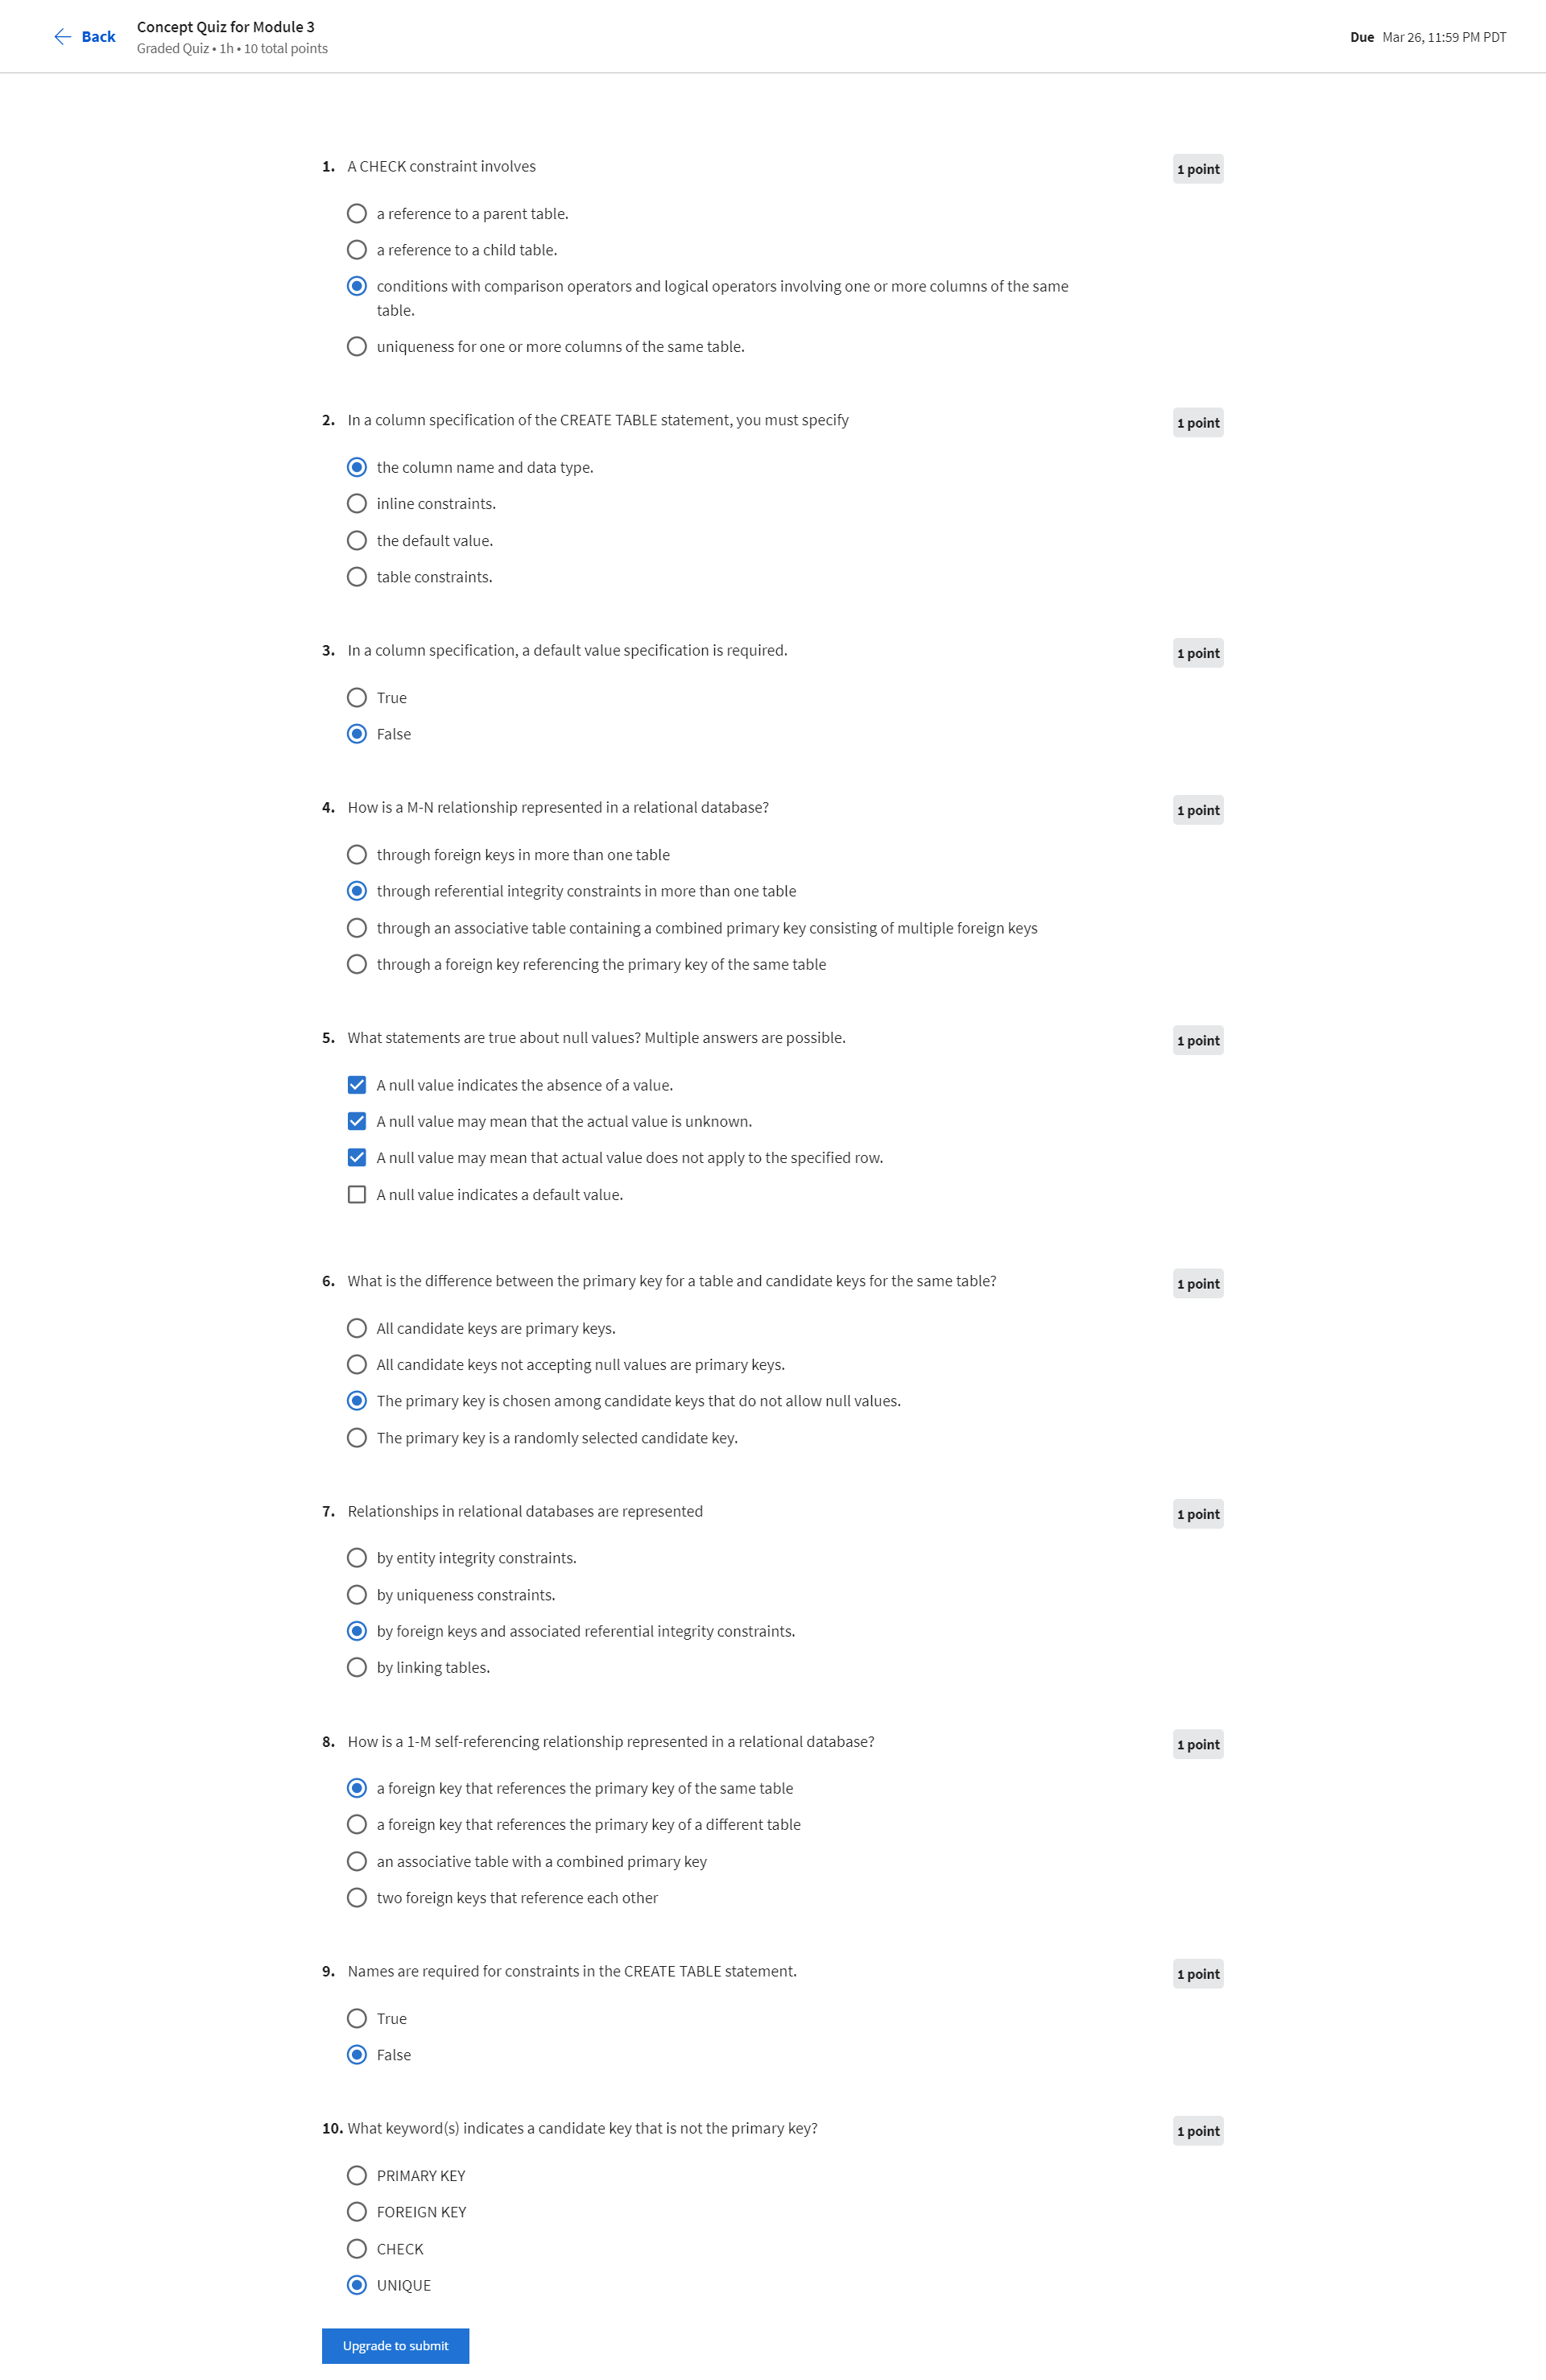 Back
Concept Quiz for Module 3
Graded Quiz • 1h • 10 total points
Due Mar 26, 11:59 PM PDT
1. A CHECK constraint involves
1 point
a reference to a parent table.
a reference to a child table.
conditions with comparison operators and logical operators involving one or more columns of the same
table.
uniqueness for one or more columns of the same table.
2. In a column specification of the CREATE TABLE statement, you must specify
1 point
the column name and data type.
inline constraints.
the default value.
table constraints.
3. In a column specification, a default value specification is required.
1 point
True
False
4. How is a M-N relationship represented in a relational database?
1 point
through foreign keys in more than one table
through referential integrity constraints in more than one table
through an associative table containing a combined primary key consisting of multiple foreign keys
through a foreign key referencing the primary key of the same table
5. What statements are true about null values? Multiple answers are possible.
1 point
A null value indicates the absence of a value.
A null value may mean that the actual value is unknown.
A null value may mean that actual value does not apply to the specified row.
A null value indicates a default value.
6. What is the difference between the primary key for a table and candidate keys for the same table?
1 point
All candidate keys are primary keys.
All candidate keys not accepting null values are primary keys.
The primary key is chosen among candidate keys that do not allow null values.
The primary key is a randomly selected candidate key.
7. Relationships in relational databases are represented
1 point
by entity integrity constraints.
by uniqueness constraints.
by foreign keys and associated referential integrity constraints.
by linking tables.
8. How is a 1-M self-referencing relationship represented in a relational database?
1 point
a foreign key that references the primary key of the same table
a foreign key that references the primary key of a different table
an associative table with a combined primary key
two foreign keys that reference each other
9. Names are required for constraints in the CREATE TABLE statement.
1 point
True
False
10. What keyword(s) indicates a candidate key that is not the primary key?
1 point
PRIMARY KEY
FOREIGN KEY
CHECK
UNIQUE
Upgrade to submit